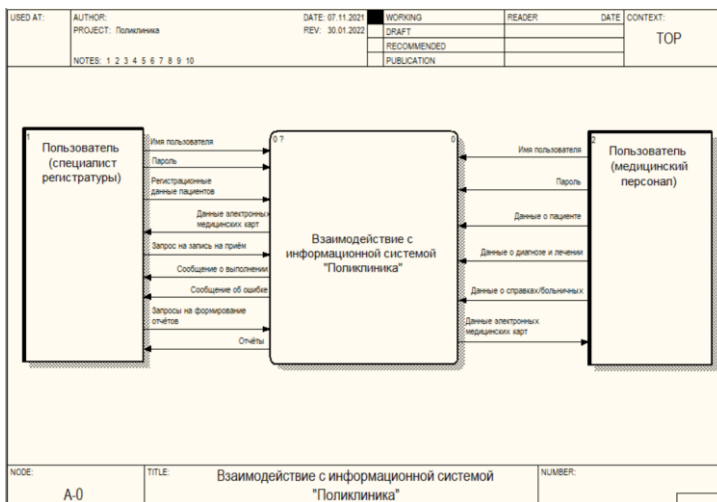 USED AT:
AUTHOR:
DATE: 07.11.2021
WORKING
READER
DATE
CONTEXT:
PROJECT: Поликлиника
REV: 30.01.2022
DRAFT
TOP
RECOMMENDED
NOTES: 1 2 3 4 5 6 7 8 9 10
PUBLICATION
1
Пользователь
(специалист
регистратуры)
Имя пользователя
Пароль
Регистрационные
данные пациентов
Данные электронных
медицинских карт
Запрос на запись на приём
Сообщение о выполнении
Сообщение об ошибке
Запросы на формирование
отчётов
Отчёты
0 ?
0
Взаимодействие с
информационной системой
"Поликлиника"
Имя пользователя
Пароль
Данные о пациенте
Данные о диагнозе и лечении
Данные о справках/больничных
Данные электронных
медицинских карт
2
Пользователь
(медицинский
персонал)
NODE:
A-0
TITLE:
Взаимодействие с информационной системой
"Поликлиника"
NUMBER: